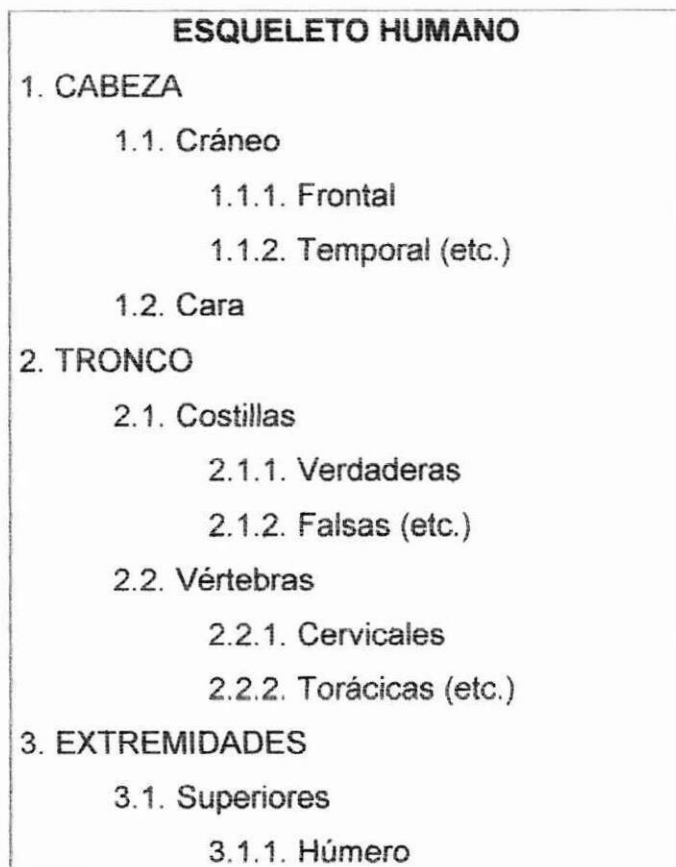 ESQUELETO HUMANO
1. CABEZA
1.1. Cráneo
1.1.1. Frontal
1.1.2. Temporal (etc.)
1.2. Cara
2. TRONCO
2.1. Costillas
2.1.1. Verdaderas
2.1.2. Falsas (etc.)
2.2. Vértebras
2.2.1. Cervicales
2.2.2. Torácicas (etc.)
3. EXTREMIDADES
3.1. Superiores
3.1.1. Húmero